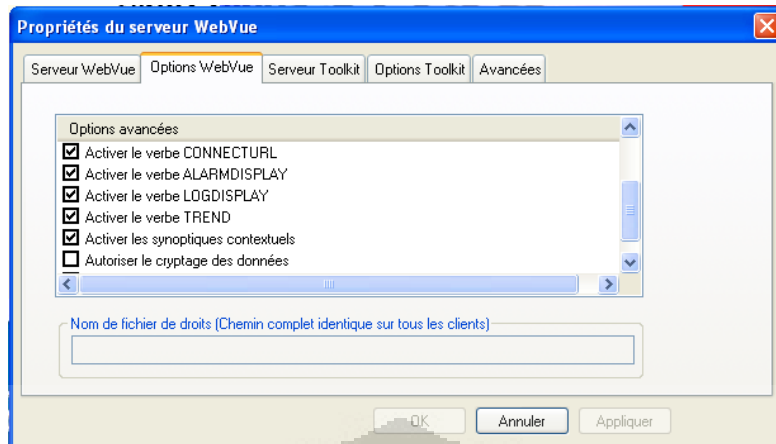 Propriétés du serveur WebVue
Serveur WebVue Options WebVue Serveur Toolkit Options Toolkit Avancées
Options avancées
Activer le verbe CONNECTURL
Activer le verbe ALARMDISPLAY
Activer le verbe LOGDISPLAY
Activer le verbe TREND
Activer les synoptiques contextuels
Autoriser le cryptage des données
Nom de fichier de droits (Chemin complet identique sur tous les clients)
OK Annuler Appliquer